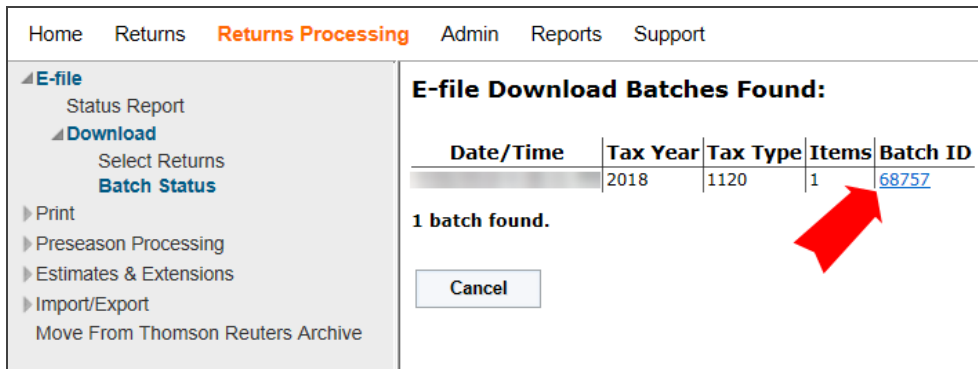 Home Returns Returns Processing Admin Reports Support
E-file
Status Report
Download
Select Returns
Batch Status
Print
Preseason Processing
Estimates & Extensions
Import/Export
Move From Thomson Reuters Archive
E-file Download Batches Found:
Date/Time Tax Year Tax Type Items Batch ID
2018 1120 1 68757
1 batch found.
Cancel